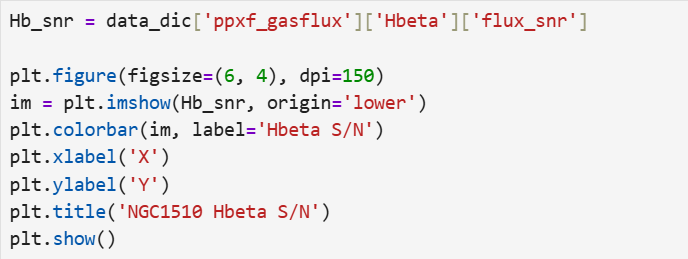 Hb_snr = data_dic['ppxf_gasflux']['Hbeta']['flux_snr']
plt.figure(figsize=(6, 4), dpi=150)
im = plt.imshow(Hb_snr, origin='lower')
plt.colorbar(im, label='Hbeta S/N')
plt.xlabel('X')
plt.ylabel('Y')
plt.title('NGC1510 Hbeta S/N')
plt.show()